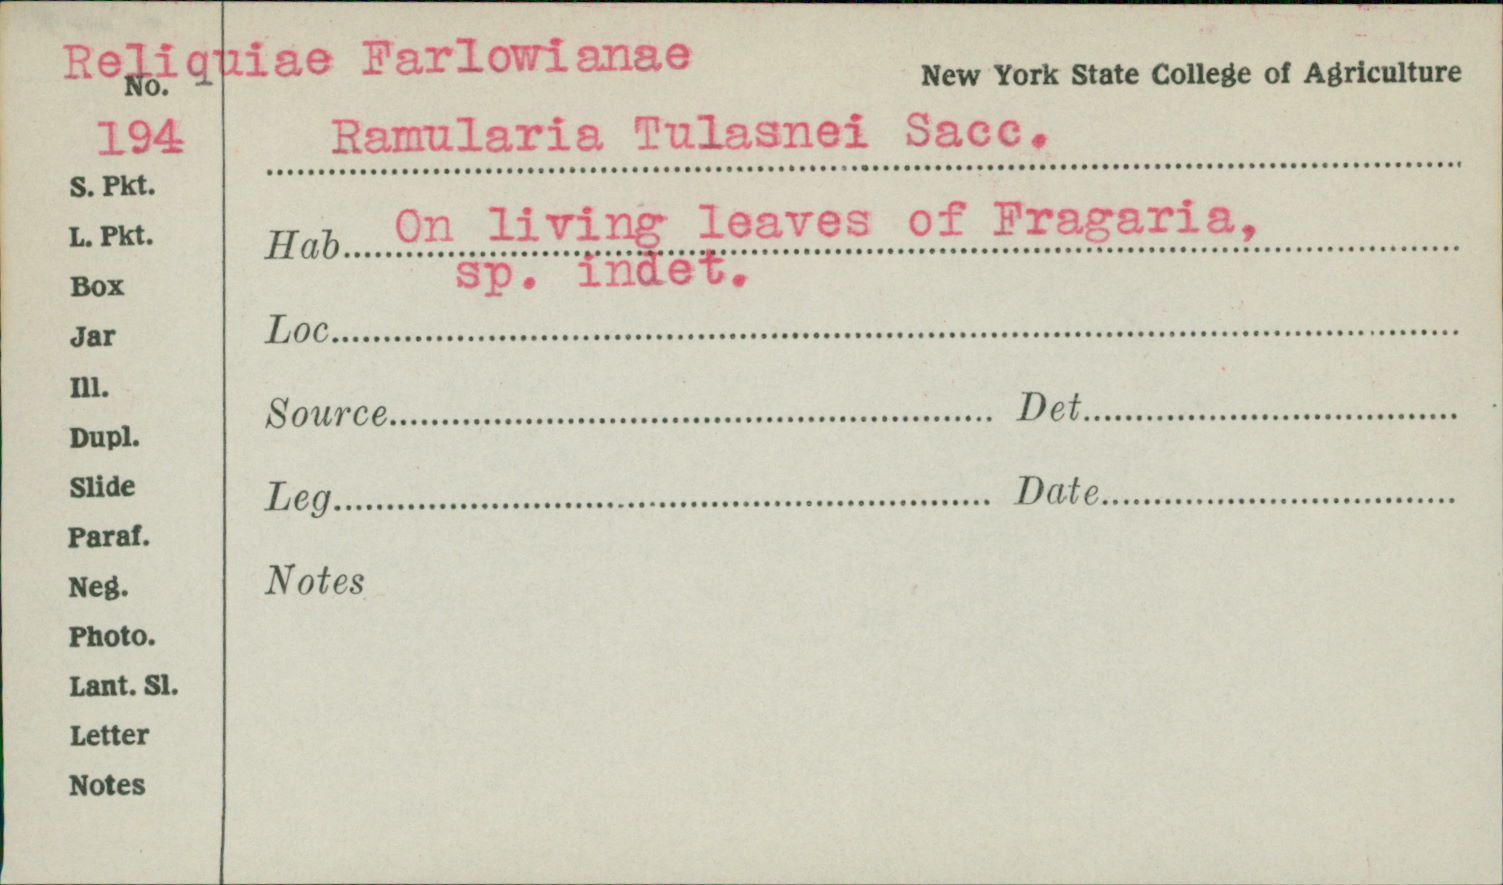 Reliquiae Farlowianae
New York State College of Agriculture
No.
194
Ramularia Tulasnei Sacc.
S. Pkt.
L. Pkt.
Box
Jar
Ill.
Dupl.
Slide
Paraf.
Neg.
Photo.
Lant. Sl.
Letter
Notes
Hab. On living leaves of Fragaria,
sp. indet.
Loc.
Source Det.
Leg. Date
Notes